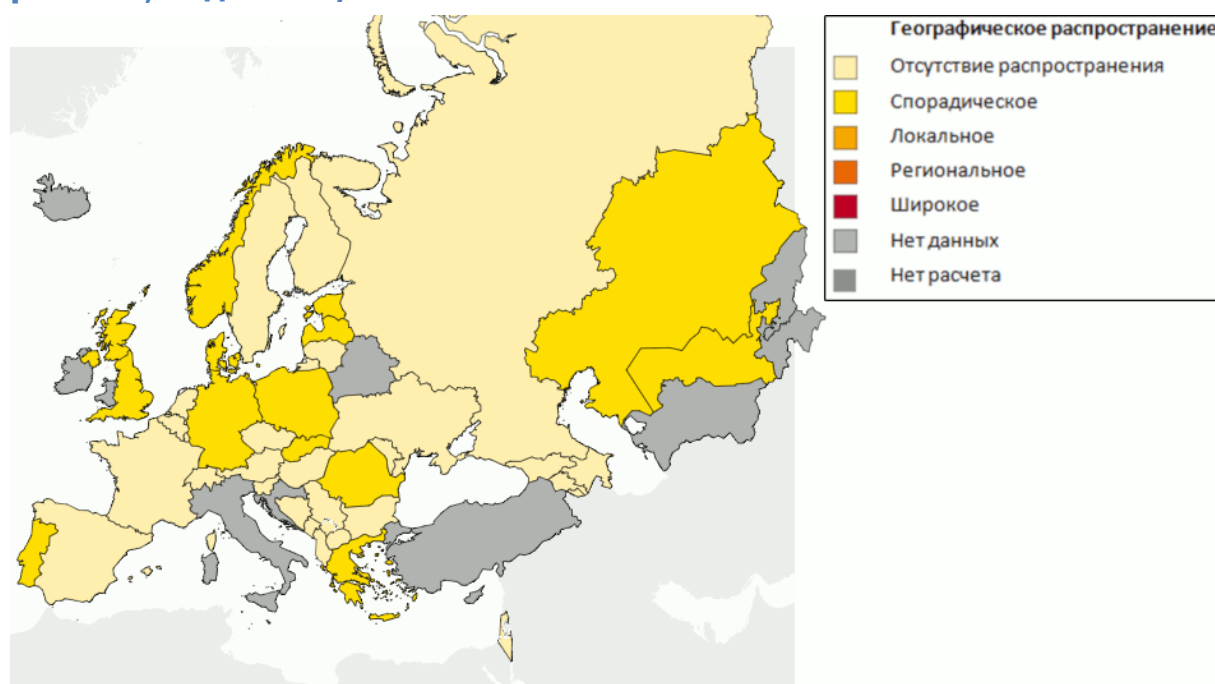 Географическое распространение
Отсутствие распространения
Спорадическое
Локальное
Региональное
Широкое
Нет данных
Нет расчета